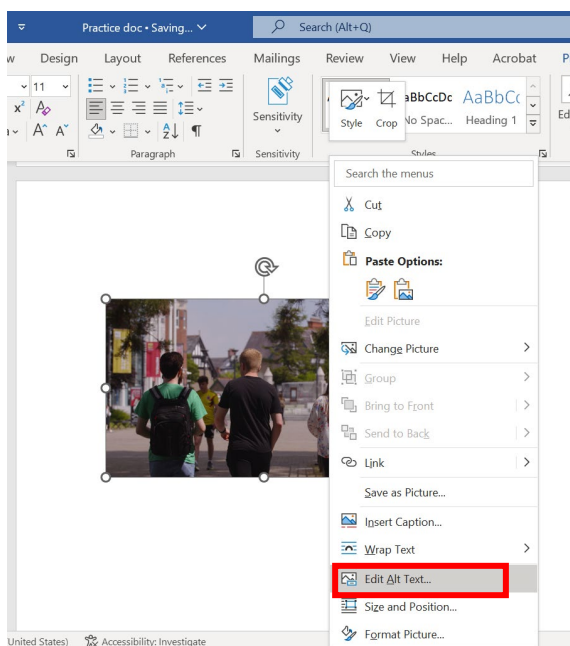 Practice doc • Saving...
Search (Alt+Q)
w Design Layout References Mailings Review View Help Acrobat P
11
Sensitivity
Style Crop
aBbCcDc AaBbC
No Spac... Heading 1
Ed
Paragraph Sensitivity Styles
Search the menus
Cut
Copy
Paste Options:
Edit Picture
Change Picture
Group
Bring to Front
Send to Back
Link
Save as Picture...
Insert Caption...
Wrap Text
Edit Alt Text...
Size and Position...
Format Picture...
United States) Accessibility: Investigate